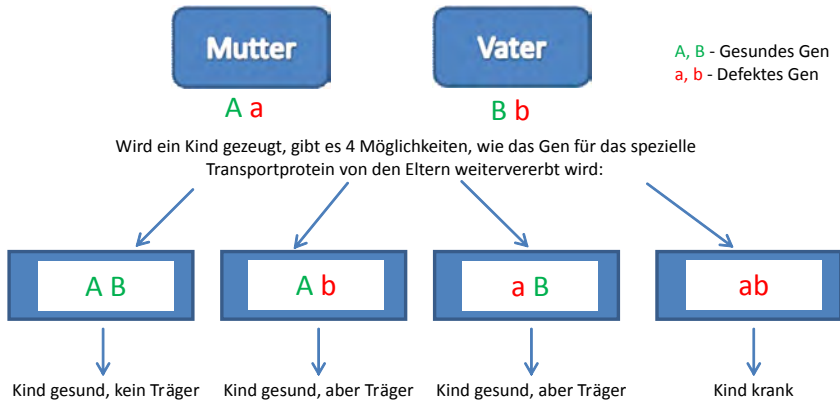 Mutter
Vater
A, B - Gesundes Gen
a, b - Defektes Gen
A a
B b
Wird ein Kind gezeugt, gibt es 4 Möglichkeiten, wie das Gen für das spezielle
Transportprotein von den Eltern weitervererbt wird:
A B
A b
a B
ab
Kind gesund, kein Träger
Kind gesund, aber Träger
Kind gesund, aber Träger
Kind krank